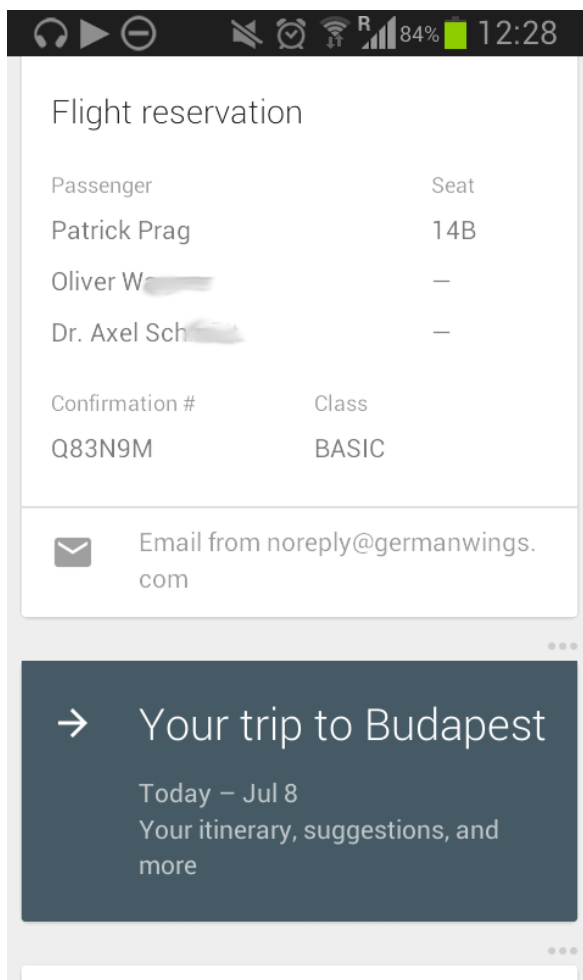 R 84% 12:28
Flight reservation
Passenger Seat
Patrick Prag 14B
Oliver —
Dr. Axel —
Confirmation # Class
Q83N9M BASIC
Email from noreply@germanwings.
com
Your trip to Budapest
Today – Jul 8
Your itinerary, suggestions, and
more